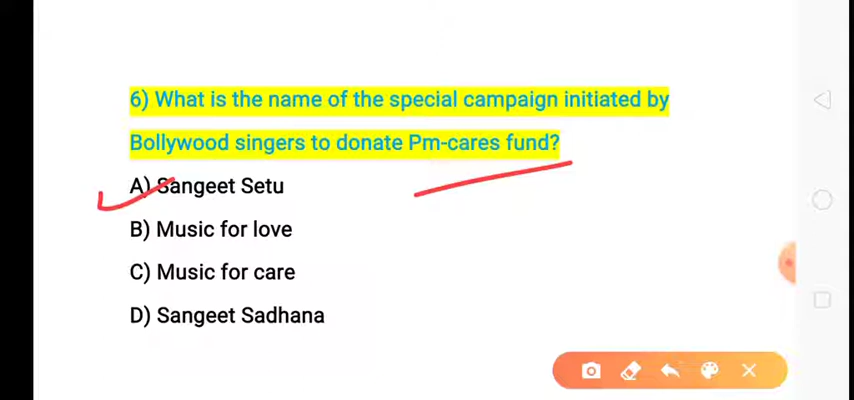 6) What is the name of the special campaign initiated by
Bollywood singers to donate Pm-cares fund?
A) Sangeet Setu
B) Music for love
C) Music for care
D) Sangeet Sadhana